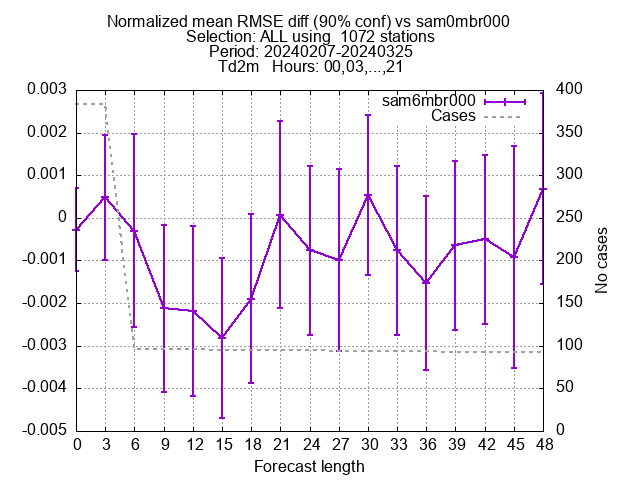 Normalized mean RMSE diff (90% conf) vs sam0mbr000
Selection: ALL using  1072 stations
Period: 20240207-20240325
Td2m   Hours: 00,03,...,21
sam6mbr000
Cases
0.003
0.002
0.001
0
-0.001
-0.002
-0.003
-0.004
-0.005
400
350
300
250
200
150
100
50
0
No cases
0 3 6 9 12 15 18 21 24 27 30 33 36 39 42 45 48
Forecast length